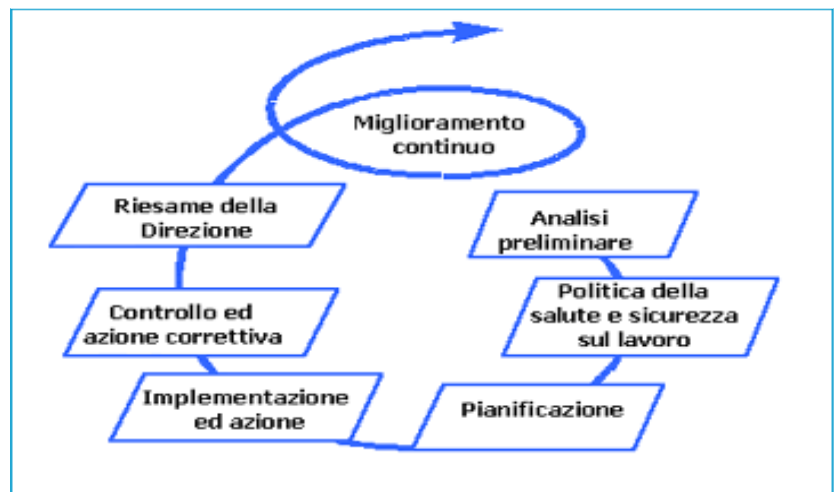 Miglioramento
continuo
Riesame della
Direzione
Analisi
preliminare
Controllo ed
azione correttiva
Politica della
salute e sicurezza
sul lavoro
Implementazione
ed azione
Pianificazione